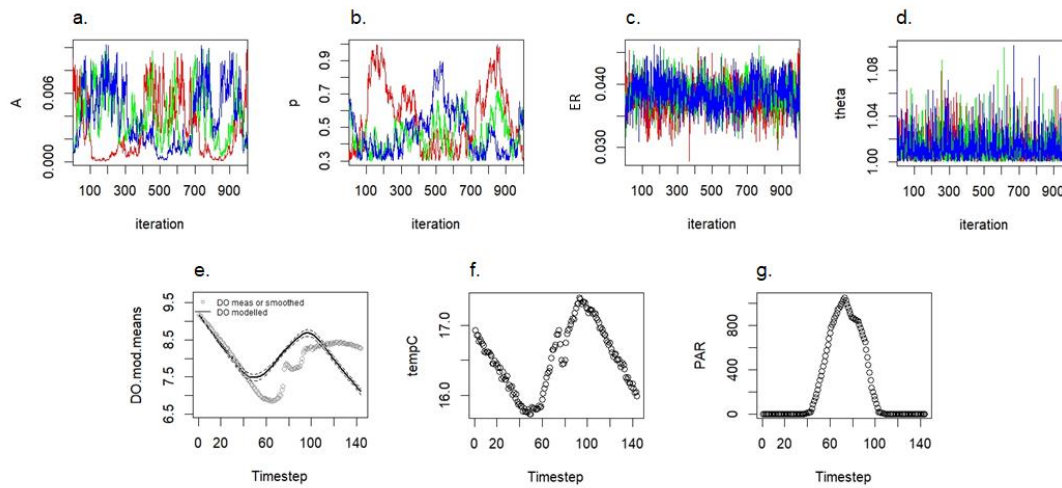 a.
b.
c.
d.
A
0.000
0.006
100 300 500 700 900
iteration
p
0.3 0.5 0.7 0.9
100 300 500 700 900
iteration
ER
0.030
0.040
100 300 500 700 900
iteration
theta
1.00 1.04 1.08
100 300 500 700 900
iteration
e.
f.
g.
DO.mod.means
6.5 7.5 8.5 9.5
DO meas or smoothed
DO modelled
0 20 60 100 140
Timestep
tempC
16.0
17.0
0 20 60 100 140
Timestep
PAR
0 400 800
0 20 60 100 140
Timestep